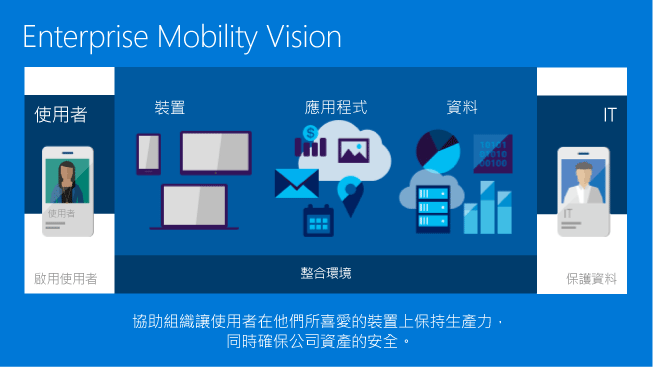 Enterprise Mobility Vision
使用者
裝置
應用程式
資料
IT
$
10101
01010
00100
使用者
IT
啟用使用者
整合環境
保護資料
協助組織讓使用者在他們所喜愛的裝置上保持生產力，
同時確保公司資產的安全。